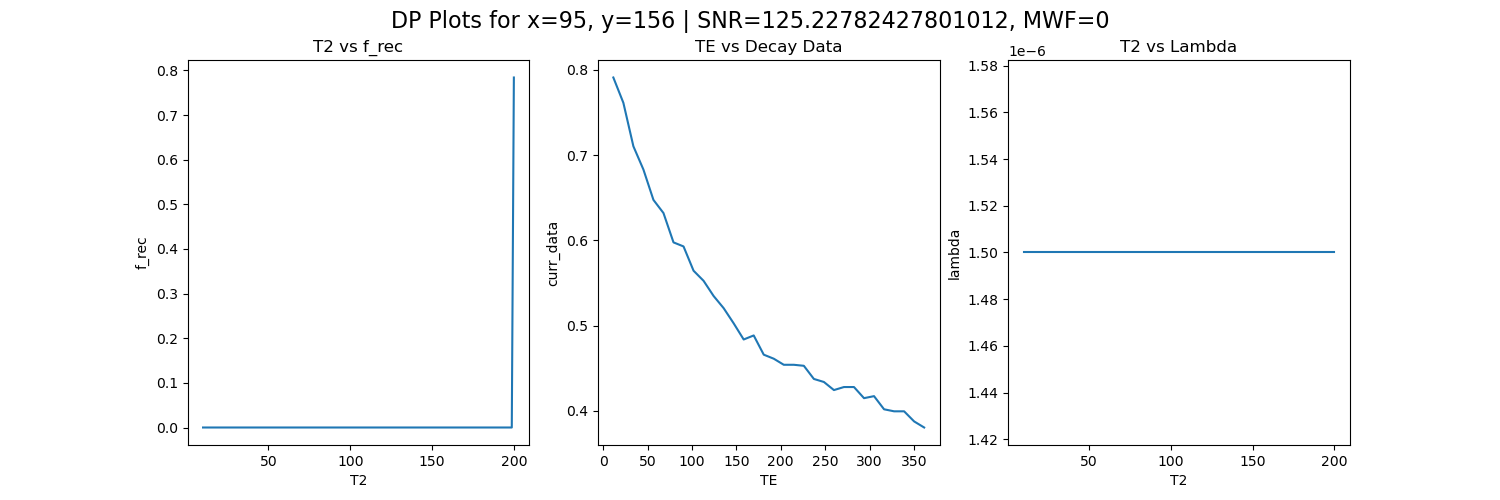 DP Plots for x=95, y=156 | SNR=125.22782427801012, MWF=0
T2 vs f_rec
0.8
0.7
0.6
0.5
0.4
0.3
0.2
0.1
0.0
f_rec
50 100 150 200
T2
TE vs Decay Data
0.8
0.7
0.6
0.5
0.4
curr_data
0 50 100 150 200 250 300 350
TE
T2 vs Lambda
1e−6
1.58
1.56
1.54
1.52
1.50
1.48
1.46
1.44
1.42
lambda
50 100 150 200
T2